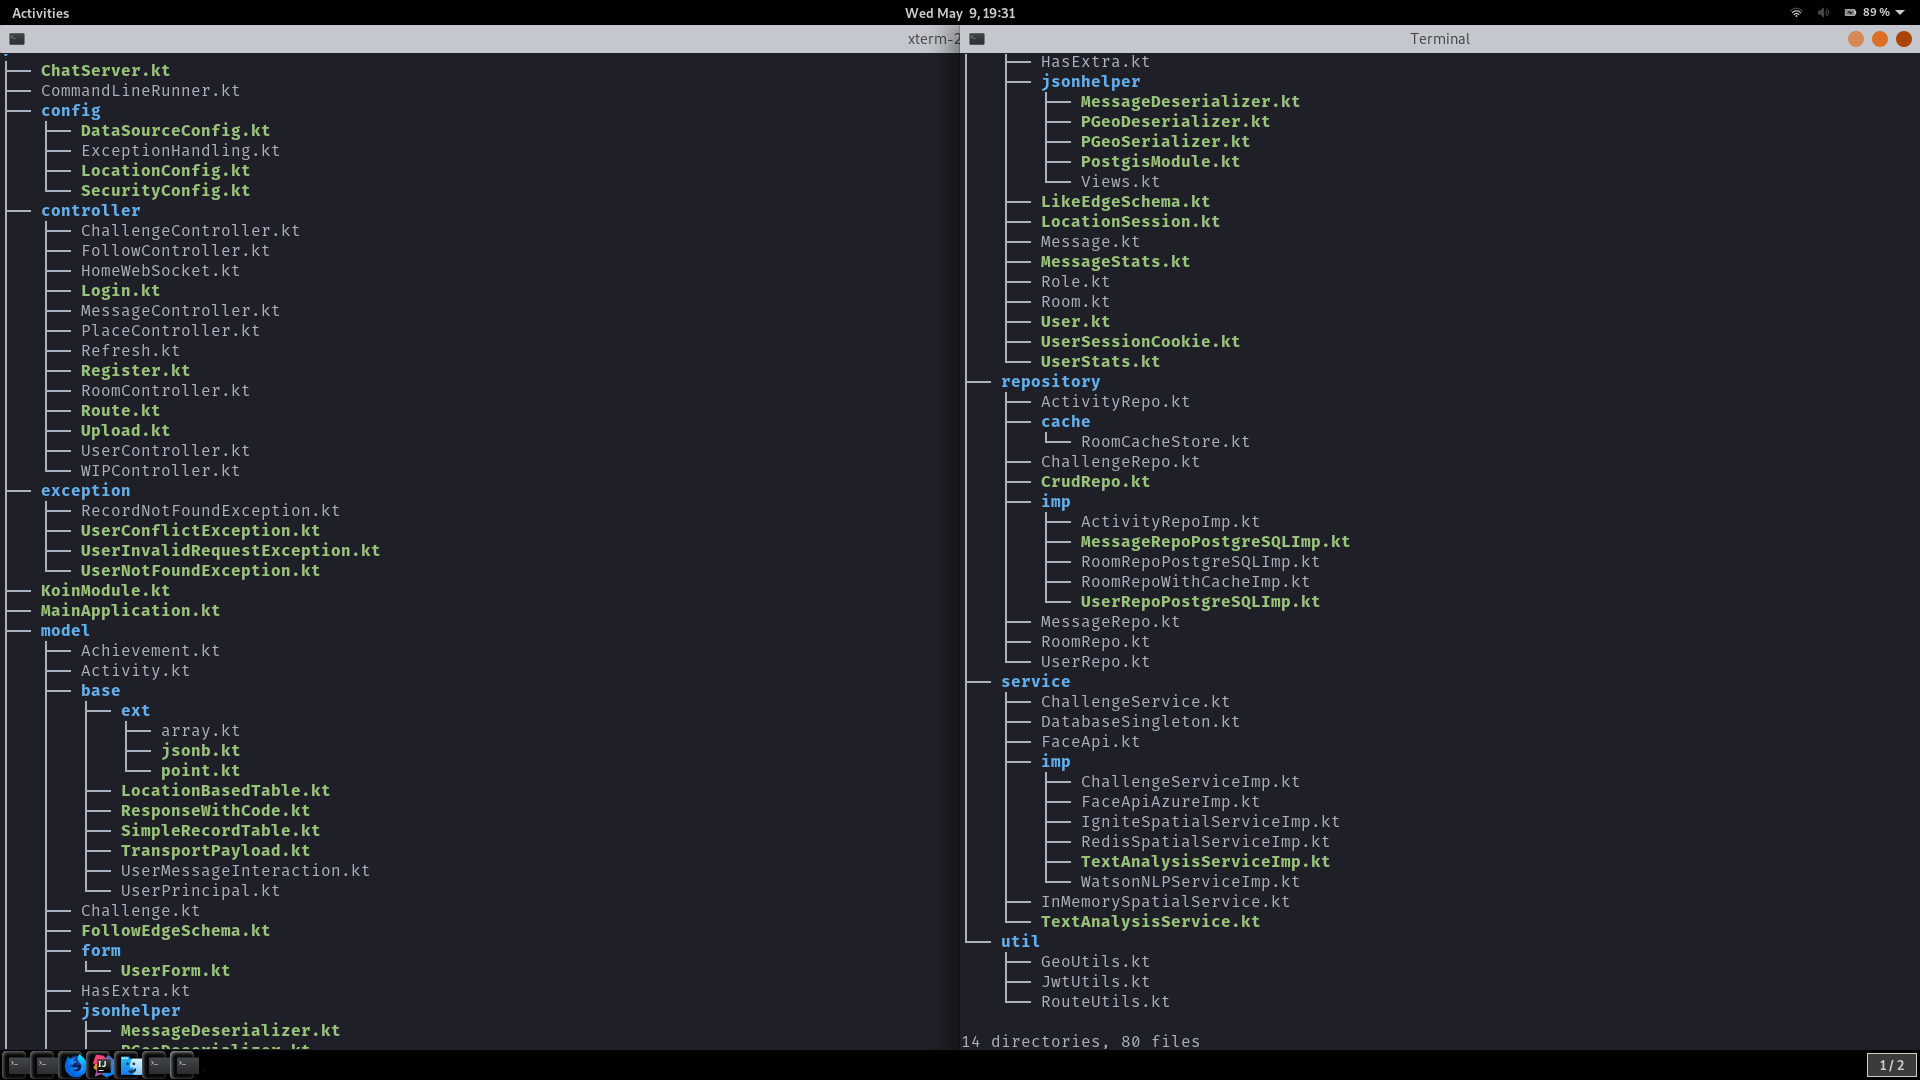 Activities
Wed May 9, 19:31
89 %
xterm-2
ChatServer.kt
CommandLineRunner.kt
config
DataSourceConfig.kt
ExceptionHandling.kt
LocationConfig.kt
SecurityConfig.kt
controller
ChallengeController.kt
FollowController.kt
HomeWebSocket.kt
Login.kt
MessageController.kt
PlaceController.kt
Refresh.kt
Register.kt
RoomController.kt
Route.kt
Upload.kt
UserController.kt
WIPController.kt
exception
RecordNotFoundException.kt
UserConflictException.kt
UserInvalidRequestException.kt
UserNotFoundException.kt
KoinModule.kt
MainApplication.kt
model
Achievement.kt
Activity.kt
base
ext
array.kt
jsonb.kt
point.kt
LocationBasedTable.kt
ResponseWithCode.kt
SimpleRecordTable.kt
TransportPayload.kt
UserMessageInteraction.kt
UserPrincipal.kt
Challenge.kt
FollowEdgeSchema.kt
form
UserForm.kt
HasExtra.kt
jsonhelper
MessageDeserializer.kt
PGeoDeserializer.kt
Terminal
HasExtra.kt
jsonhelper
MessageDeserializer.kt
PGeoDeserializer.kt
PGeoSerializer.kt
PostgisModule.kt
Views.kt
LikeEdgeSchema.kt
LocationSession.kt
Message.kt
MessageStats.kt
Role.kt
Room.kt
User.kt
UserSessionCookie.kt
UserStats.kt
repository
ActivityRepo.kt
cache
RoomCacheStore.kt
ChallengeRepo.kt
CrudRepo.kt
imp
ActivityRepoImp.kt
MessageRepoPostgreSQLImp.kt
RoomRepoPostgreSQLImp.kt
RoomRepoWithCacheImp.kt
UserRepoPostgreSQLImp.kt
MessageRepo.kt
RoomRepo.kt
UserRepo.kt
service
ChallengeService.kt
DatabaseSingleton.kt
FaceApi.kt
imp
ChallengeServiceImp.kt
FaceApiAzureImp.kt
IgniteSpatialServiceImp.kt
RedisSpatialServiceImp.kt
TextAnalysisServiceImp.kt
WatsonNLPServiceImp.kt
InMemorySpatialService.kt
TextAnalysisService.kt
util
GeoUtils.kt
JwtUtils.kt
RouteUtils.kt
14 directories, 80 files
IJ
1 / 2